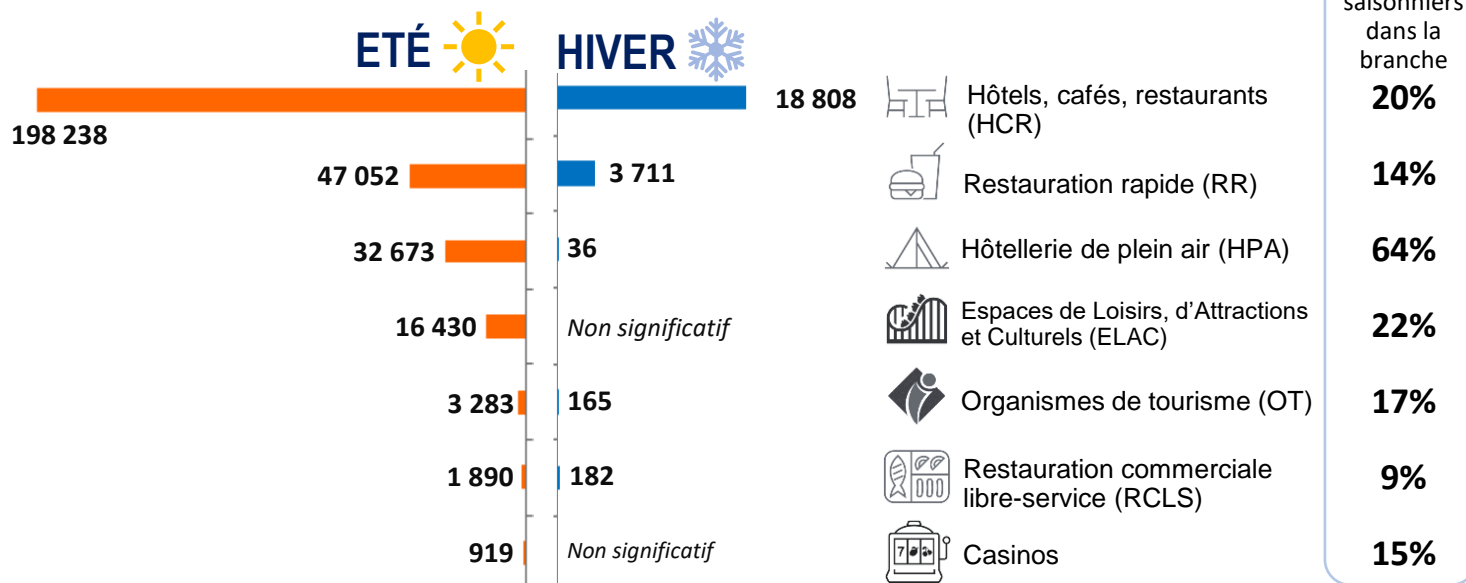 saisonniers
dans la
branche
ETÉ
HIVER
198 238
18 808
Hôtels, cafés, restaurants
(HCR)
20%
47 052
3 711
Restauration rapide (RR)
14%
32 673
36
Hôtellerie de plein air (HPA)
64%
16 430
Non significatif
Espaces de Loisirs, d’Attractions
et Culturels (ELAC)
22%
3 283
165
Organismes de tourisme (OT)
17%
1 890
182
Restauration commerciale
libre-service (RCLS)
9%
919
Non significatif
7
Casinos
15%